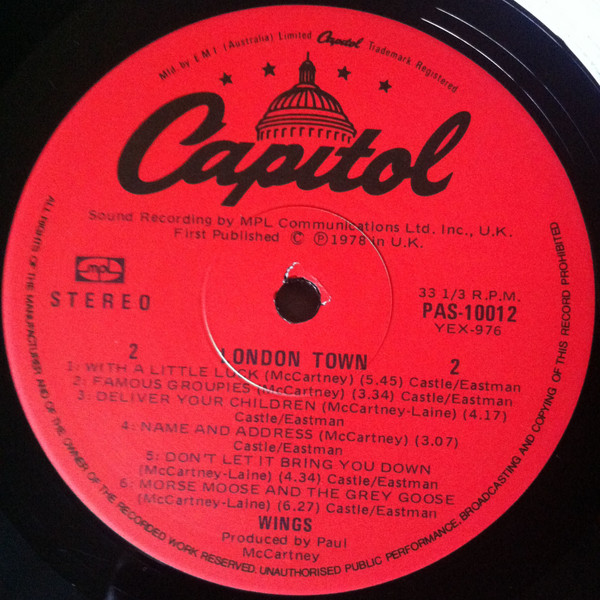 Mfd. by E M I (Australia) Limited Capitol Trademark Registered
Capitol
Sound Recording by MPL Communications Ltd. Inc., U.K.
First Published © ℗ 1978 in U.K.
MPL
STEREO
33 1/3 R.P.M.
PAS-10012
YEX-976
2 LONDON TOWN 2
1: WITH A LITTLE LUCK (McCartney) (5.45) Castle/Eastman
2: FAMOUS GROUPIES (McCartney) (3.34) Castle/Eastman
3: DELIVER YOUR CHILDREN (McCartney-Laine) (4.17)
Castle/Eastman
4: NAME AND ADDRESS (McCartney) (3.07)
Castle/Eastman
5: DON'T LET IT BRING YOU DOWN
(McCartney-Laine) (4.34) Castle/Eastman
6: MORSE MOOSE AND THE GREY GOOSE
(McCartney-Laine) (6.27) Castle/Eastman
WINGS
Produced by Paul
McCartney
ALL RIGHTS OF THE MANUFACTURER AND OF THE OWNER OF THE RECORDED WORK RESERVED. UNAUTHORISED PUBLIC PERFORMANCE, BROADCASTING AND COPYING OF THIS RECORD PROHIBITED